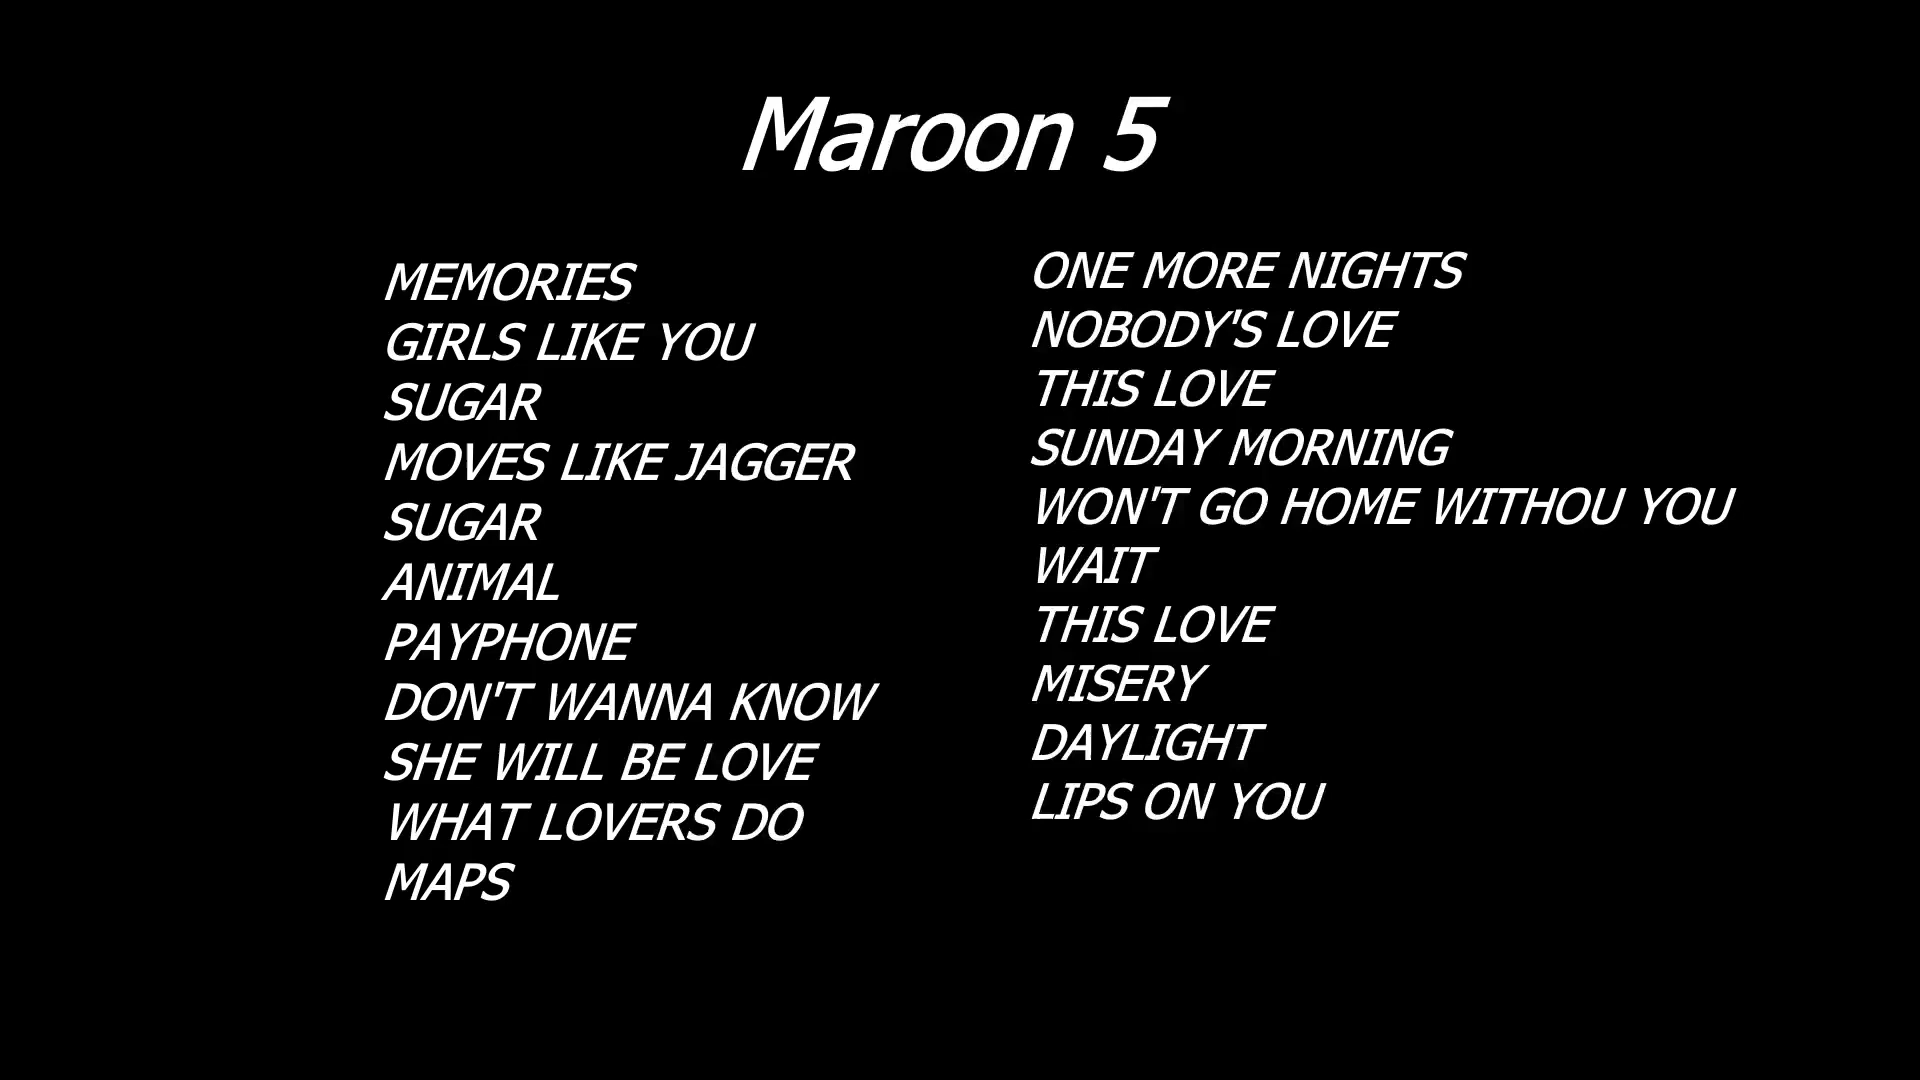 Maroon 5
MEMORIES
GIRLS LIKE YOU
SUGAR
MOVES LIKE JAGGER
SUGAR
ANIMAL
PAYPHONE
DON'T WANNA KNOW
SHE WILL BE LOVE
WHAT LOVERS DO
MAPS
ONE MORE NIGHTS
NOBODY'S LOVE
THIS LOVE
SUNDAY MORNING
WON'T GO HOME WITHOU YOU
WAIT
THIS LOVE
MISERY
DAYLIGHT
LIPS ON YOU